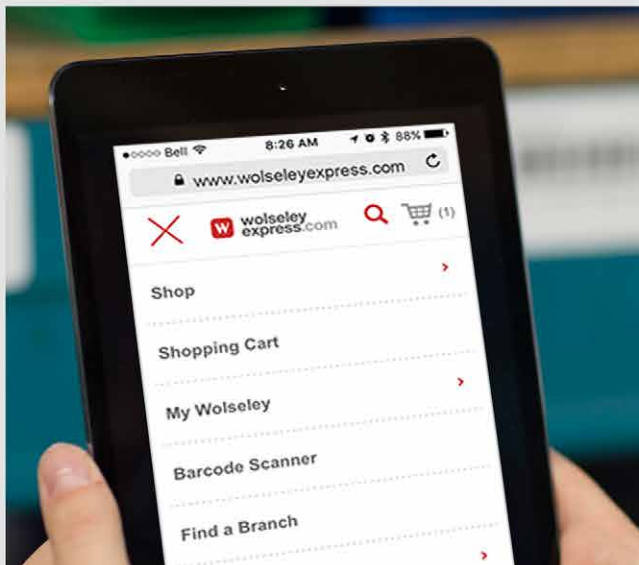 Bell 8:26 AM 88%
www.wolseleyexpress.com
W wolseley
express.com (1)
Shop
Shopping Cart
My Wolseley
Barcode Scanner
Find a Branch